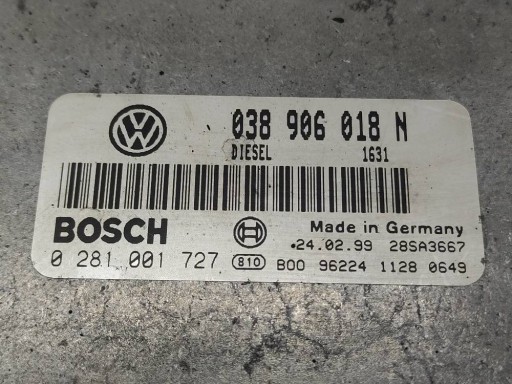 038 906 018 N
DIESEL 1631
BOSCH Made in Germany
.24.02.99 28SA3667
0 281 001 727 810 B00 96224 1128 0649